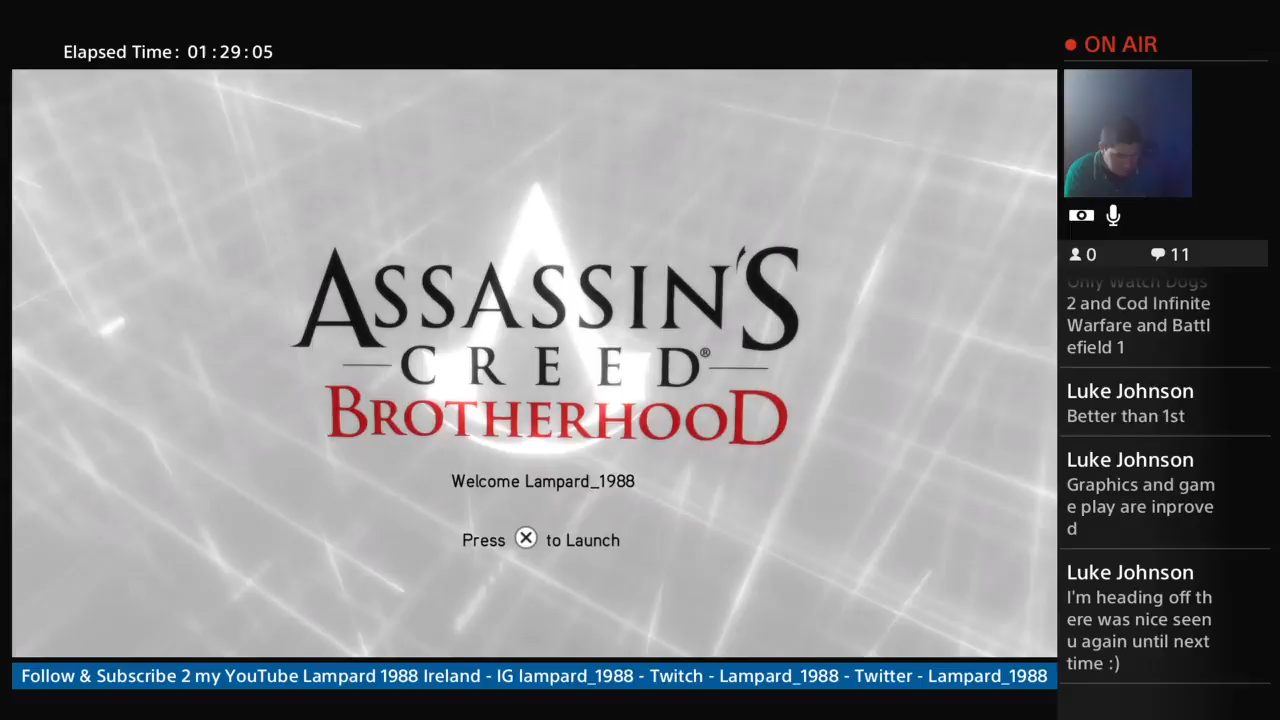 Elapsed Time: 01:29:05
ON AIR
0
11
Only Watch Dogs
2 and Cod Infinite
Warfare and Battl
efield 1
Luke Johnson
Better than 1st
Luke Johnson
Graphics and gam
e play are inprove
d
Luke Johnson
I'm heading off th
ere was nice seen
u again until next
time :)
ASSASSIN'S
CREED®
BROTHERHOOD
Welcome Lampard_1988
Press ⓧ to Launch
Follow & Subscribe 2 my YouTube Lampard 1988 Ireland - IG lampard_1988 - Twitch - Lampard_1988 - Twitter - Lampard_1988